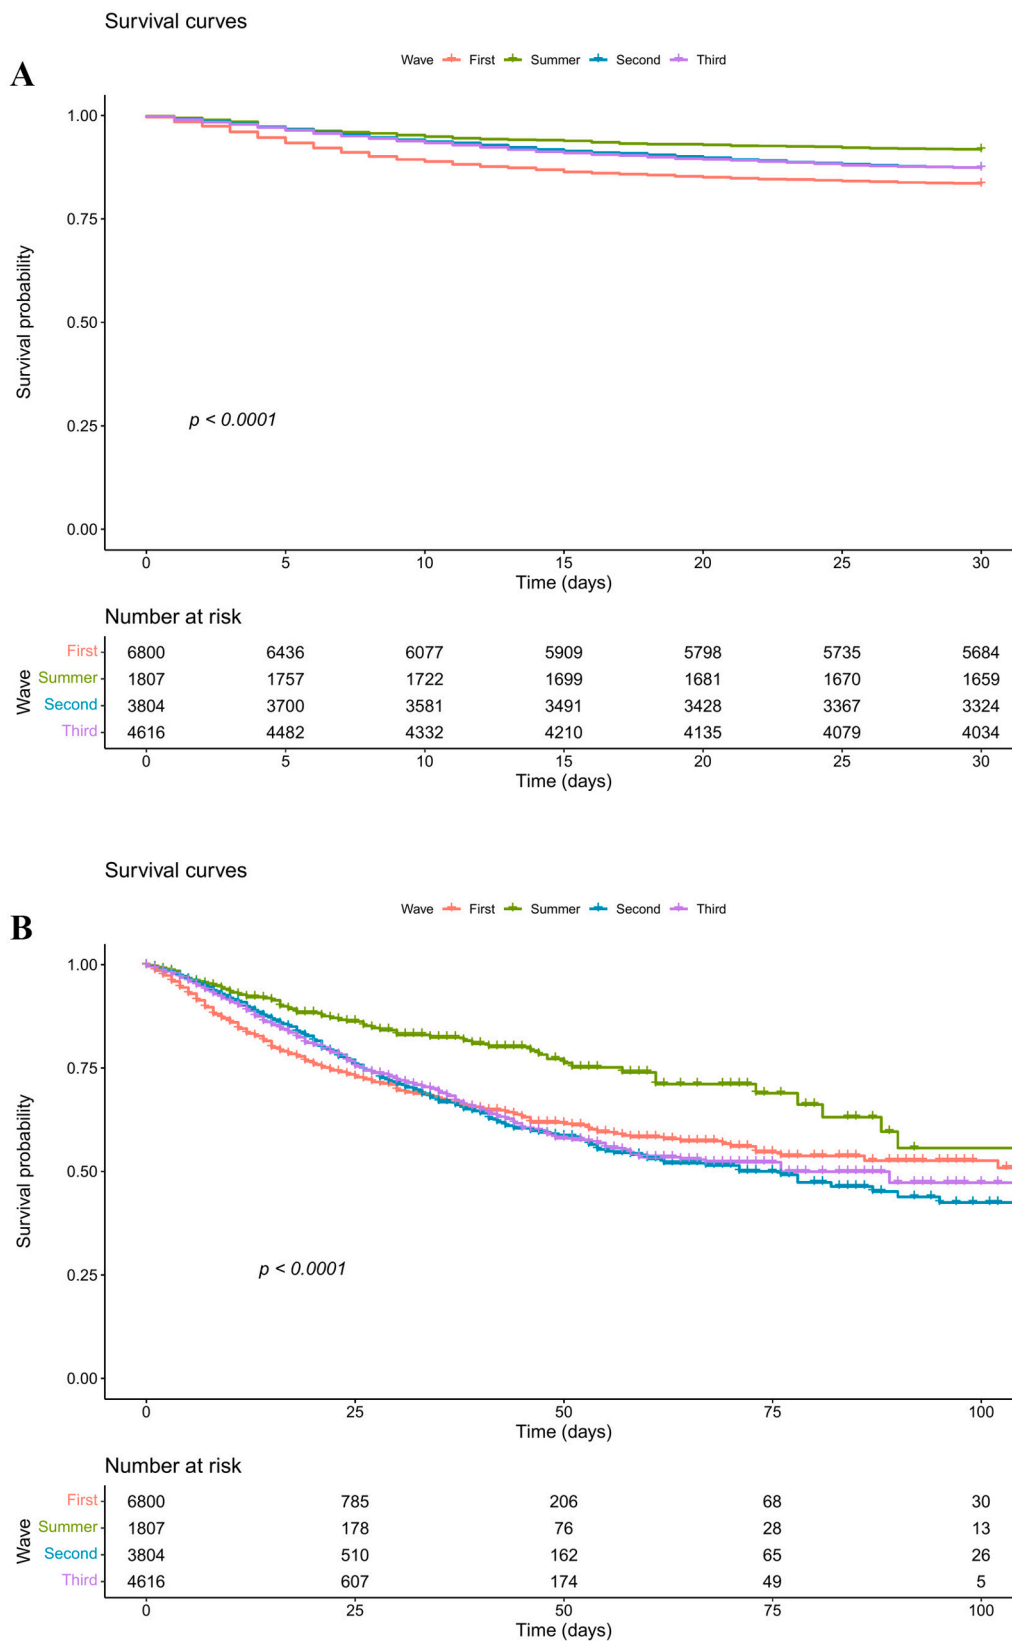 Survival curves
A
Wave First Summer Second Third
1.00
0.75
0.50
0.25
0.00
Survival probability
p < 0.0001
0 5 10 15 20 25 30
Time (days)
Number at risk
Wave
First 6800 6436 6077 5909 5798 5735 5684
Summer 1807 1757 1722 1699 1681 1670 1659
Second 3804 3700 3581 3491 3428 3367 3324
Third 4616 4482 4332 4210 4135 4079 4034
0 5 10 15 20 25 30
Time (days)
Survival curves
B
Wave First Summer Second Third
1.00
0.75
0.50
0.25
0.00
Survival probability
p < 0.0001
0 25 50 75 100
Time (days)
Number at risk
Wave
First 6800 785 206 68 30
Summer 1807 178 76 28 13
Second 3804 510 162 65 26
Third 4616 607 174 49 5
0 25 50 75 100
Time (days)